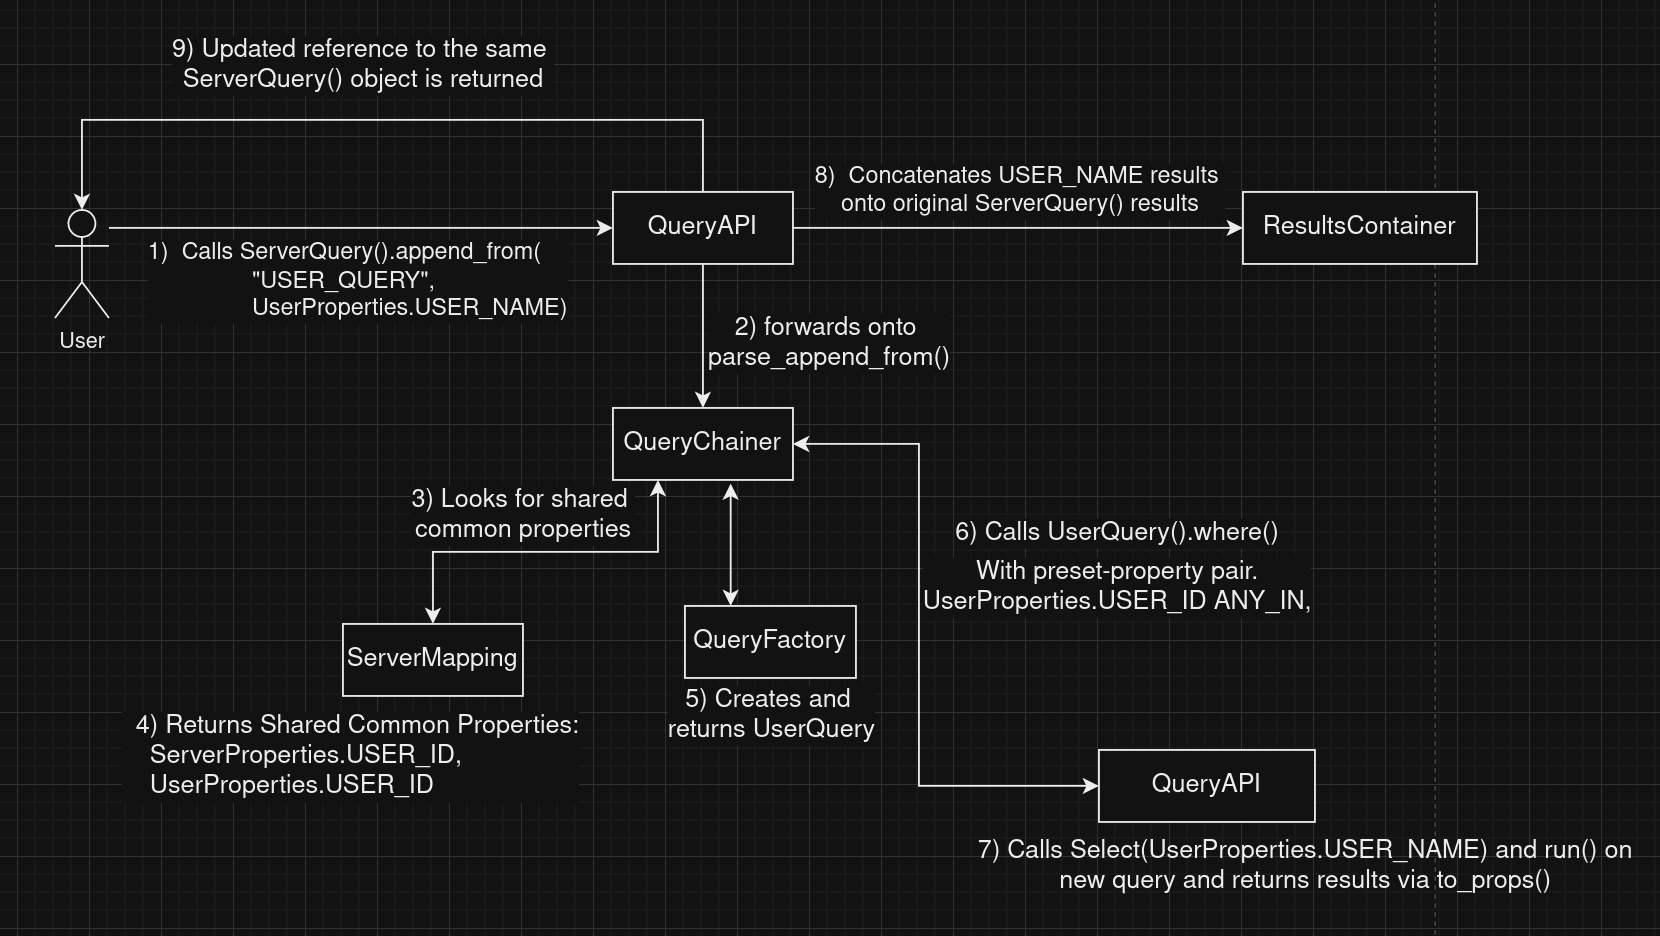 9) Updated reference to the same
ServerQuery() object is returned
8)  Concatenates USER_NAME results
onto original ServerQuery() results
QueryAPI
ResultsContainer
1)  Calls ServerQuery().append_from(
"USER_QUERY",
UserProperties.USER_NAME)
User
2) forwards onto
parse_append_from()
QueryChainer
3) Looks for shared
common properties
6) Calls UserQuery().where()
With preset-property pair.
UserProperties.USER_ID ANY_IN,
ServerMapping
QueryFactory
4) Returns Shared Common Properties:
ServerProperties.USER_ID,
UserProperties.USER_ID
5) Creates and
returns UserQuery
QueryAPI
7) Calls Select(UserProperties.USER_NAME) and run() on
new query and returns results via to_props()